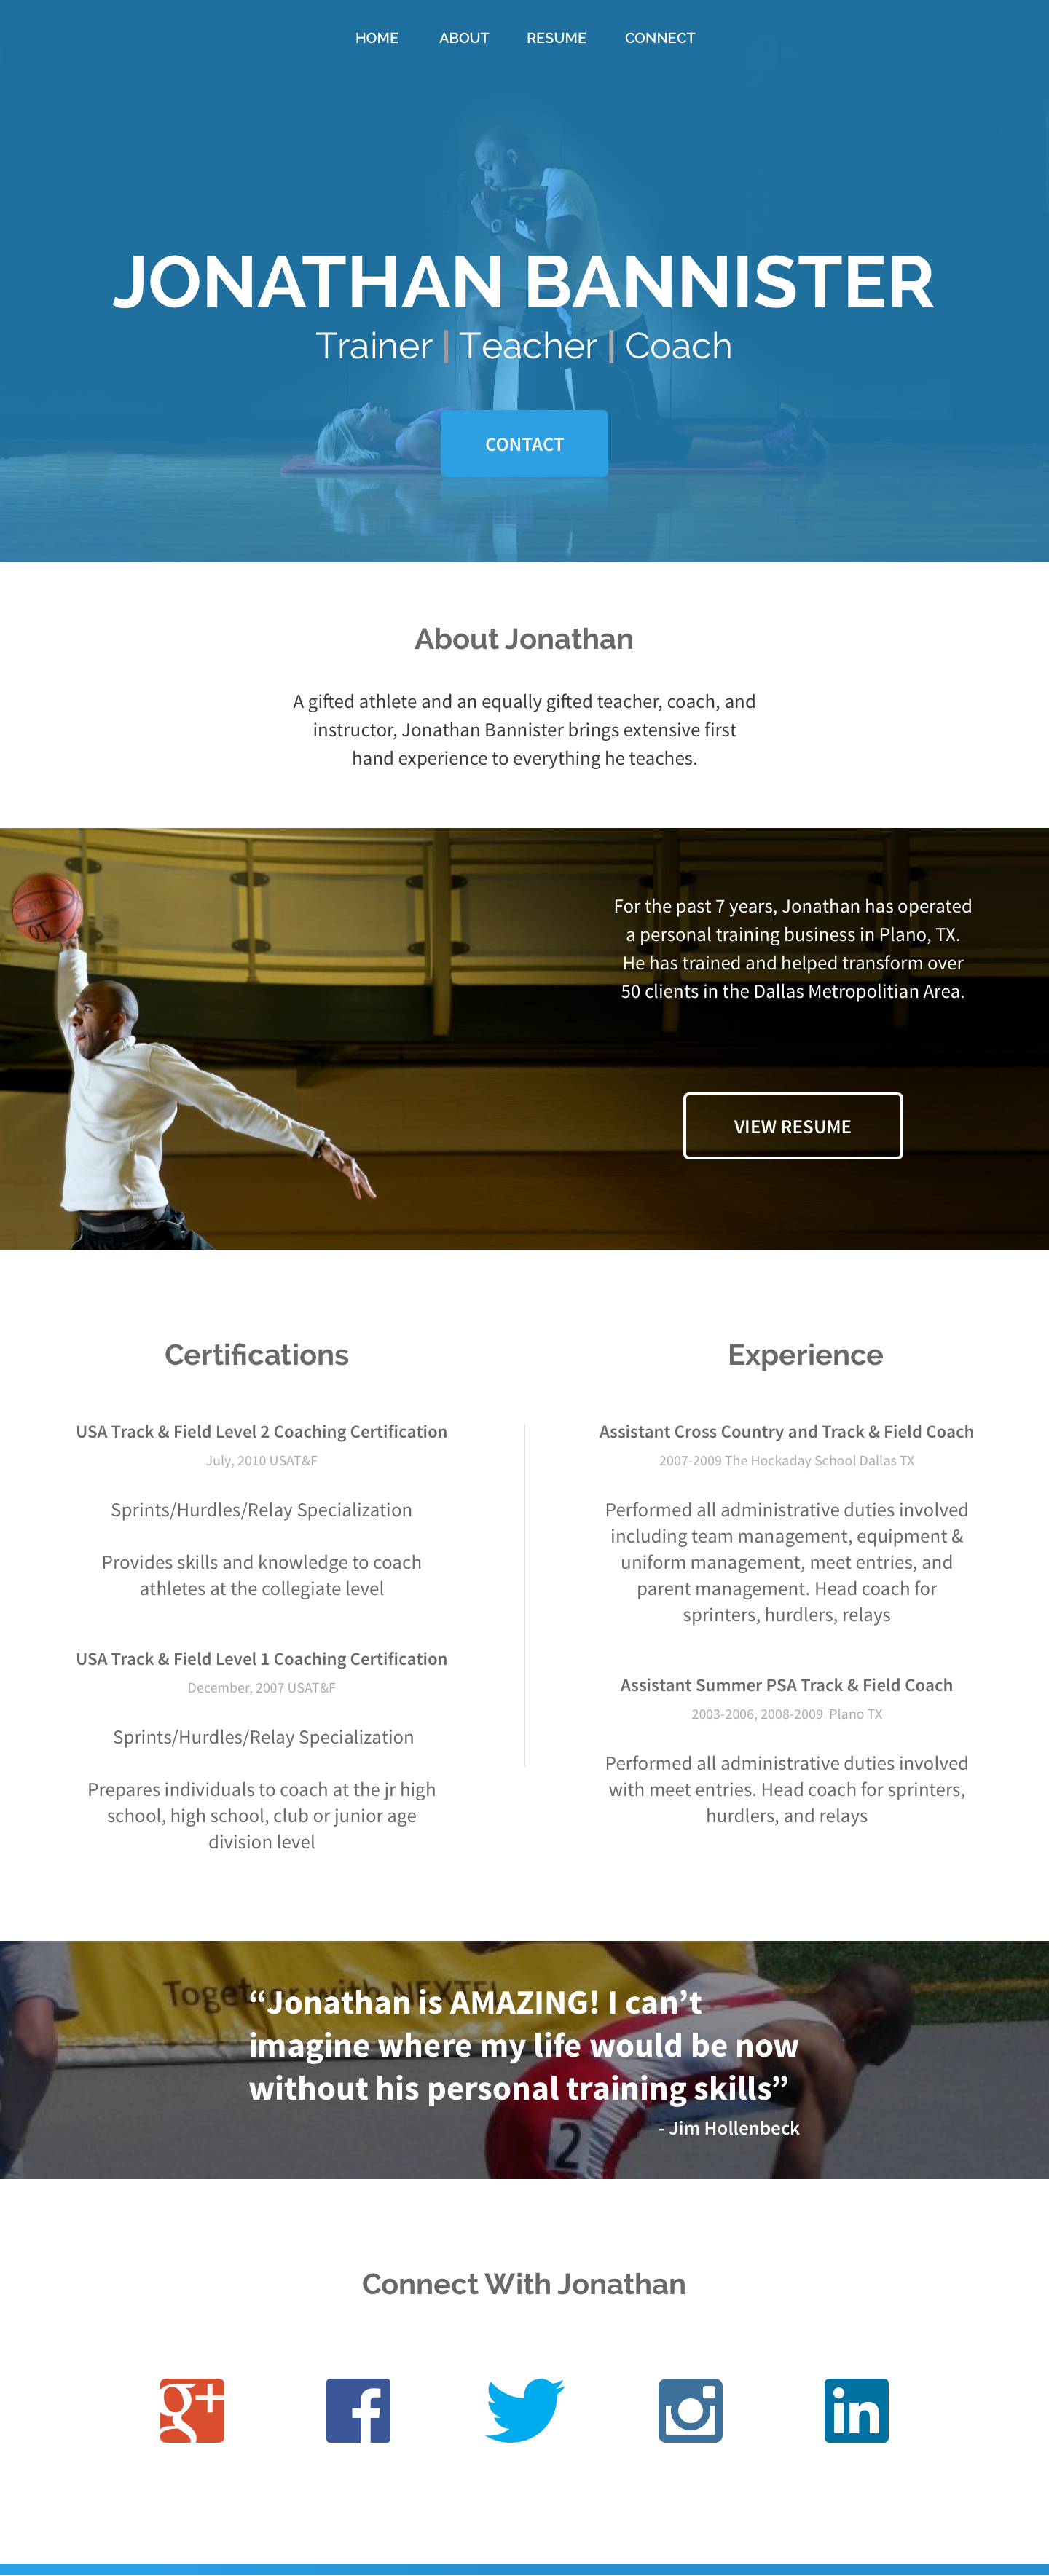 HOME ABOUT RESUME CONNECT
JONATHAN BANNISTER
Trainer | Teacher | Coach
CONTACT
About Jonathan
A gifted athlete and an equally gifted teacher, coach, and
instructor, Jonathan Bannister brings extensive first
hand experience to everything he teaches.
For the past 7 years, Jonathan has operated
a personal training business in Plano, TX.
He has trained and helped transform over
50 clients in the Dallas Metropolitian Area.
VIEW RESUME
Certifications
USA Track & Field Level 2 Coaching Certification
July, 2010 USAT&F
Sprints/Hurdles/Relay Specialization
Provides skills and knowledge to coach
athletes at the collegiate level
USA Track & Field Level 1 Coaching Certification
December, 2007 USAT&F
Sprints/Hurdles/Relay Specialization
Prepares individuals to coach at the jr high
school, high school, club or junior age
division level
Experience
Assistant Cross Country and Track & Field Coach
2007-2009 The Hockaday School Dallas TX
Performed all administrative duties involved
including team management, equipment &
uniform management, meet entries, and
parent management. Head coach for
sprinters, hurdlers, relays
Assistant Summer PSA Track & Field Coach
2003-2006, 2008-2009 Plano TX
Performed all administrative duties involved
with meet entries. Head coach for sprinters,
hurdlers, and relays
“Jonathan is AMAZING! I can’t
imagine where my life would be now
without his personal training skills”
- Jim Hollenbeck
2
Connect With Jonathan
g+ f in